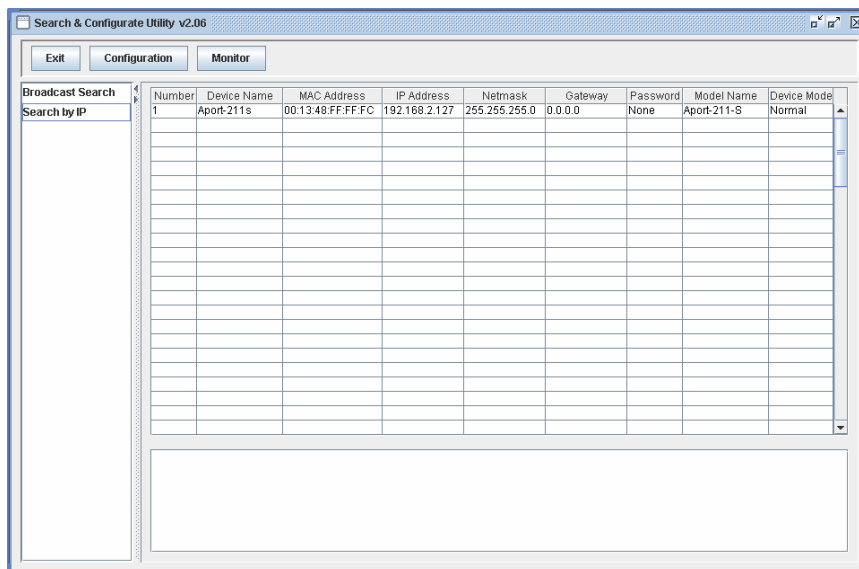 Search & Configurate Utility v2.06
Exit Configuration Monitor
Broadcast Search
Search by IP
Number Device Name MAC Address IP Address Netmask Gateway Password Model Name Device Mode
1 Aport-211s 00:13:48:FF:FF:FC 192.168.2.127 255.255.255.0 0.0.0.0 None Aport-211-S Normal